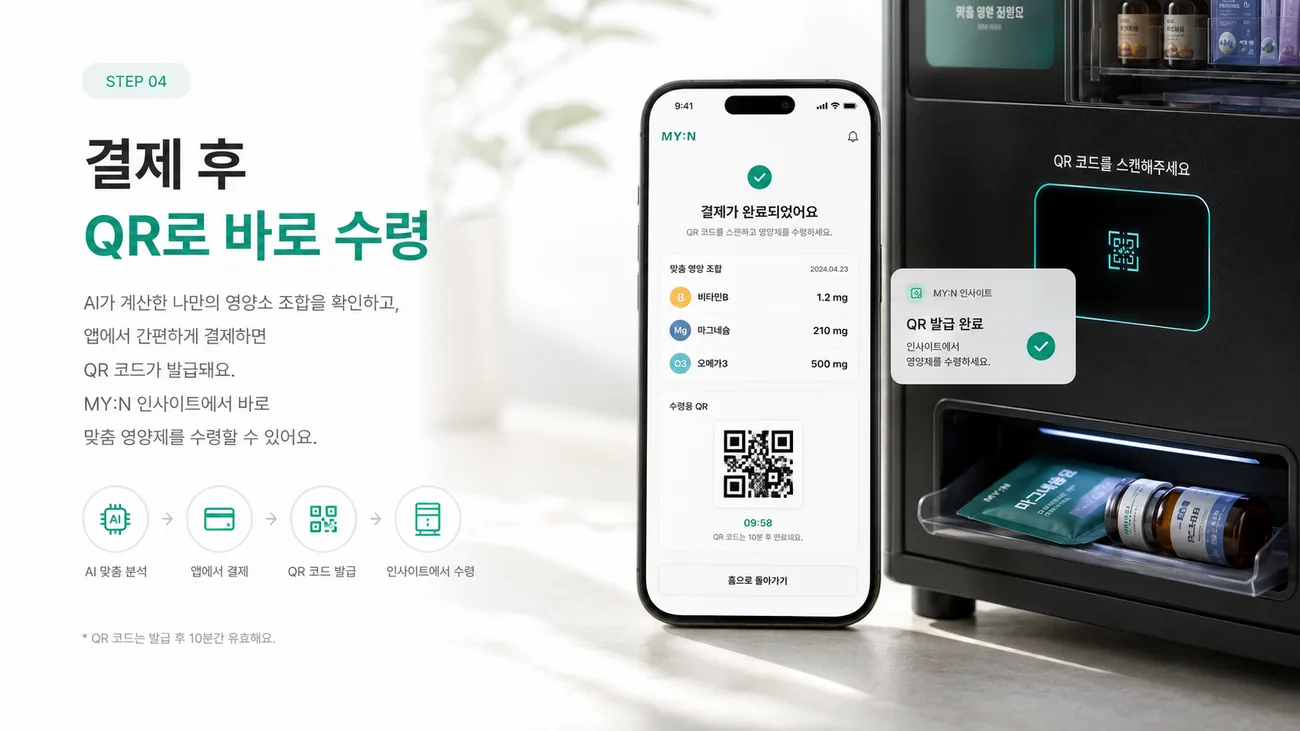 STEP 04
결제 후
QR로 바로 수령
AI가 계산한 나만의 영양소 조합을 확인하고,
앱에서 간편하게 결제하면
QR 코드가 발급돼요.
MY:N 인사이트에서 바로
맞춤 영양제를 수령할 수 있어요.
AI
AI 맞춤 분석
앱에서 결제
QR 코드 발급
인사이트에서 수령
* QR 코드는 발급 후 10분간 유효해요.
9:41
MY:N
결제가 완료되었어요
QR 코드를 스캔하고 영양제를 수령하세요.
맞춤 영양 조합 2024.04.23
B 비타민B 1.2 mg
Mg 마그네슘 210 mg
O3 오메가3 500 mg
수령용 QR
09:58
QR 코드는 10분 후 만료돼요.
홈으로 돌아가기
QR 코드를 스캔해주세요
MY:N 인사이트
QR 발급 완료
인사이트에서
영양제를 수령하세요.
MY:N